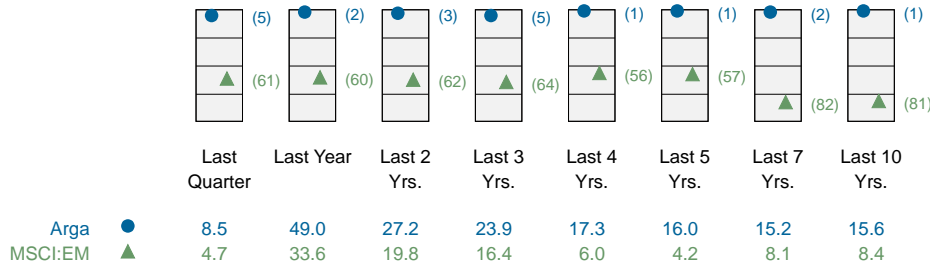 (5) (2) (3) (5) (1) (1) (2) (1)
(61) (60) (62) (64) (56) (57) (82) (81)
Last Last Year Last 2 Last 3 Last 4 Last 5 Last 7 Last 10
Quarter Yrs. Yrs. Yrs. Yrs. Yrs. Yrs.
Arga 8.5 49.0 27.2 23.9 17.3 16.0 15.2 15.6
MSCI:EM 4.7 33.6 19.8 16.4 6.0 4.2 8.1 8.4